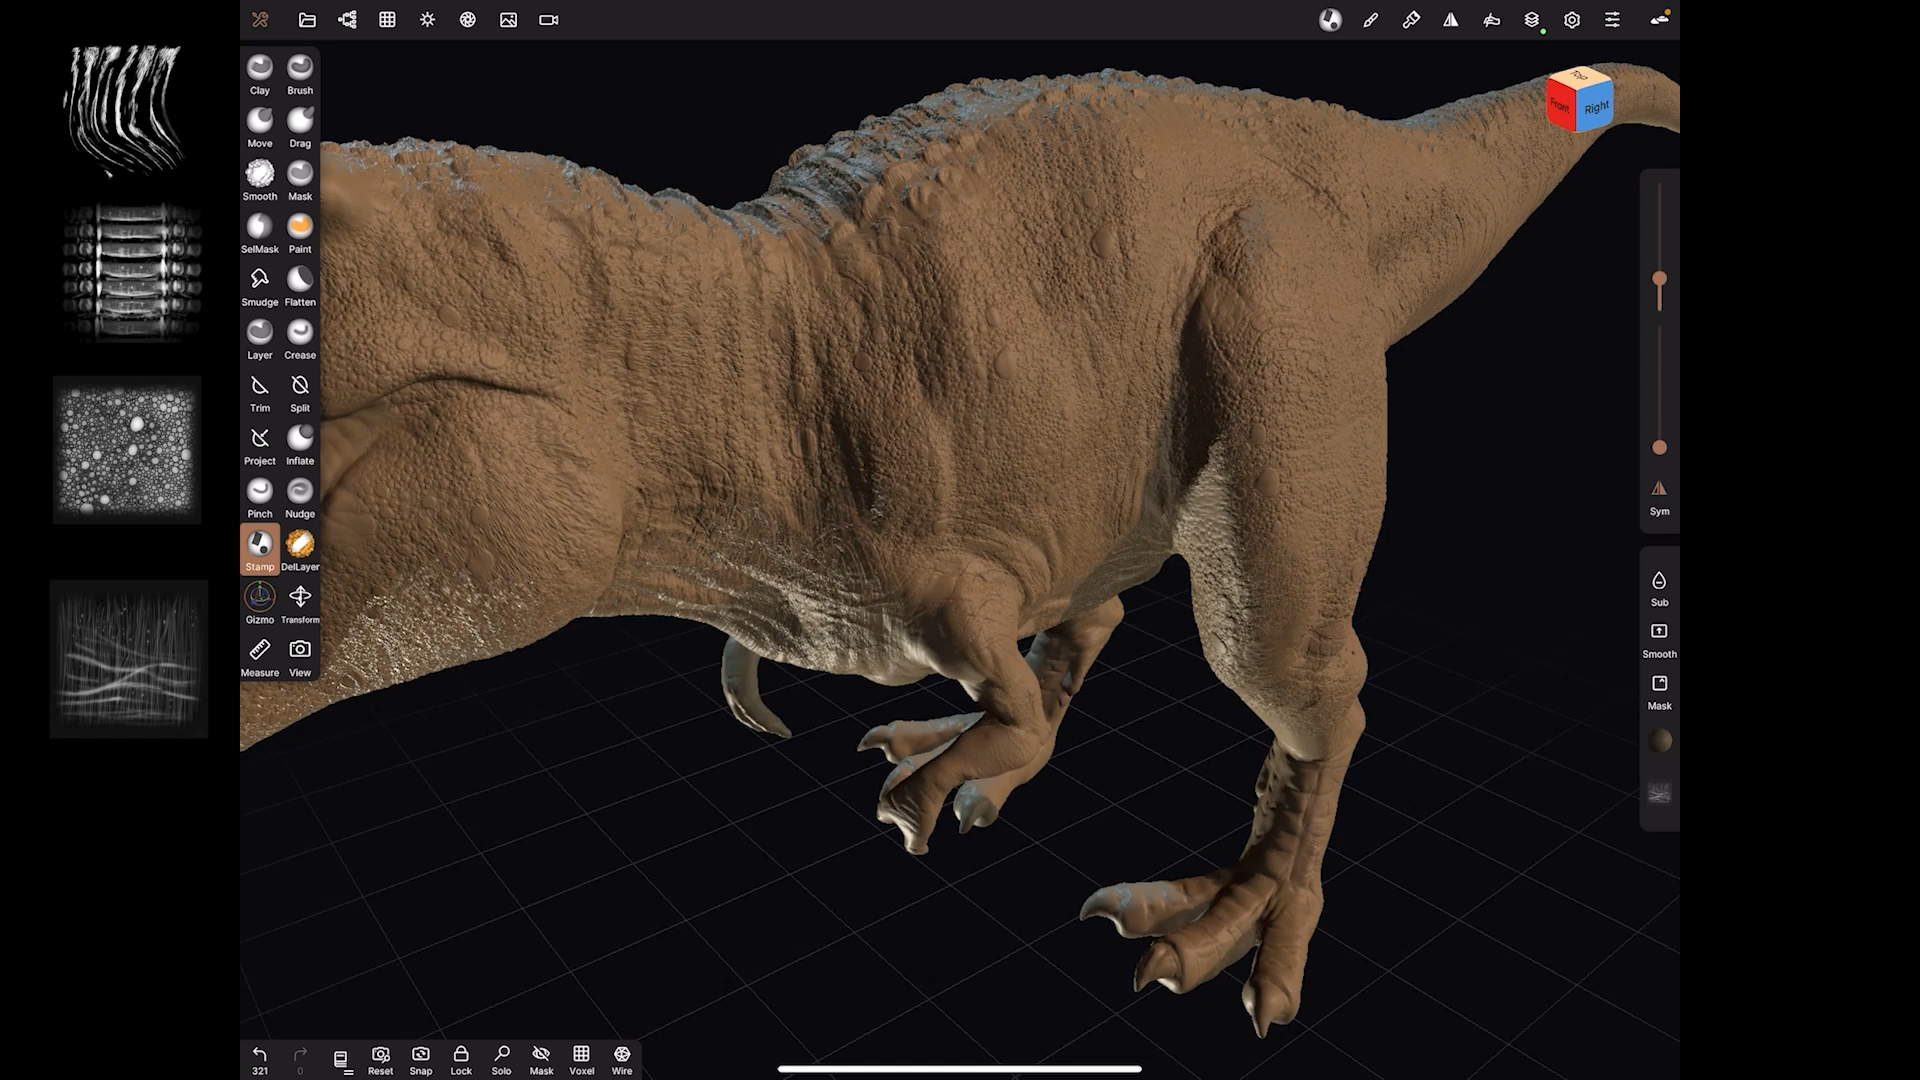 Clay Brush
Move Drag
Smooth Mask
SelMask Paint
Smudge Flatten
Layer Crease
Trim Split
Project Inflate
Pinch Nudge
Stamp DelLayer
Gizmo Transform
Measure View
Top
Front Right
Sym
Sub
Smooth
Mask
321 0 Reset Snap Lock Solo Mask Voxel Wire